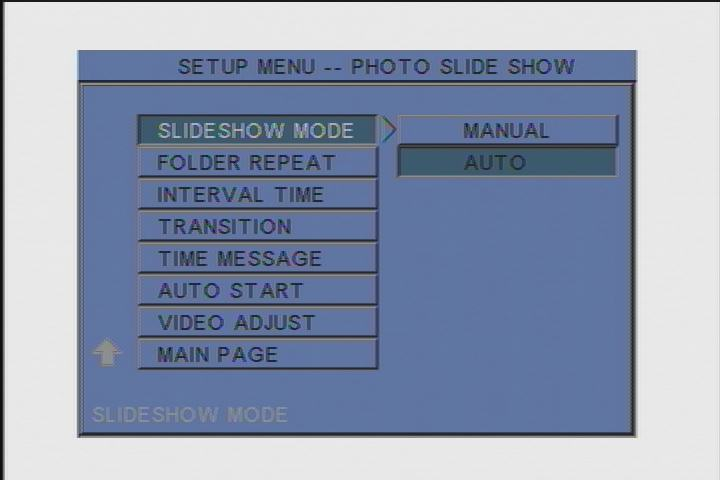 SETUP MENU -- PHOTO SLIDE SHOW
SLIDESHOW MODE
MANUAL
FOLDER REPEAT
AUTO
INTERVAL TIME
TRANSITION
TIME MESSAGE
AUTO START
VIDEO ADJUST
MAIN PAGE
SLIDESHOW MODE